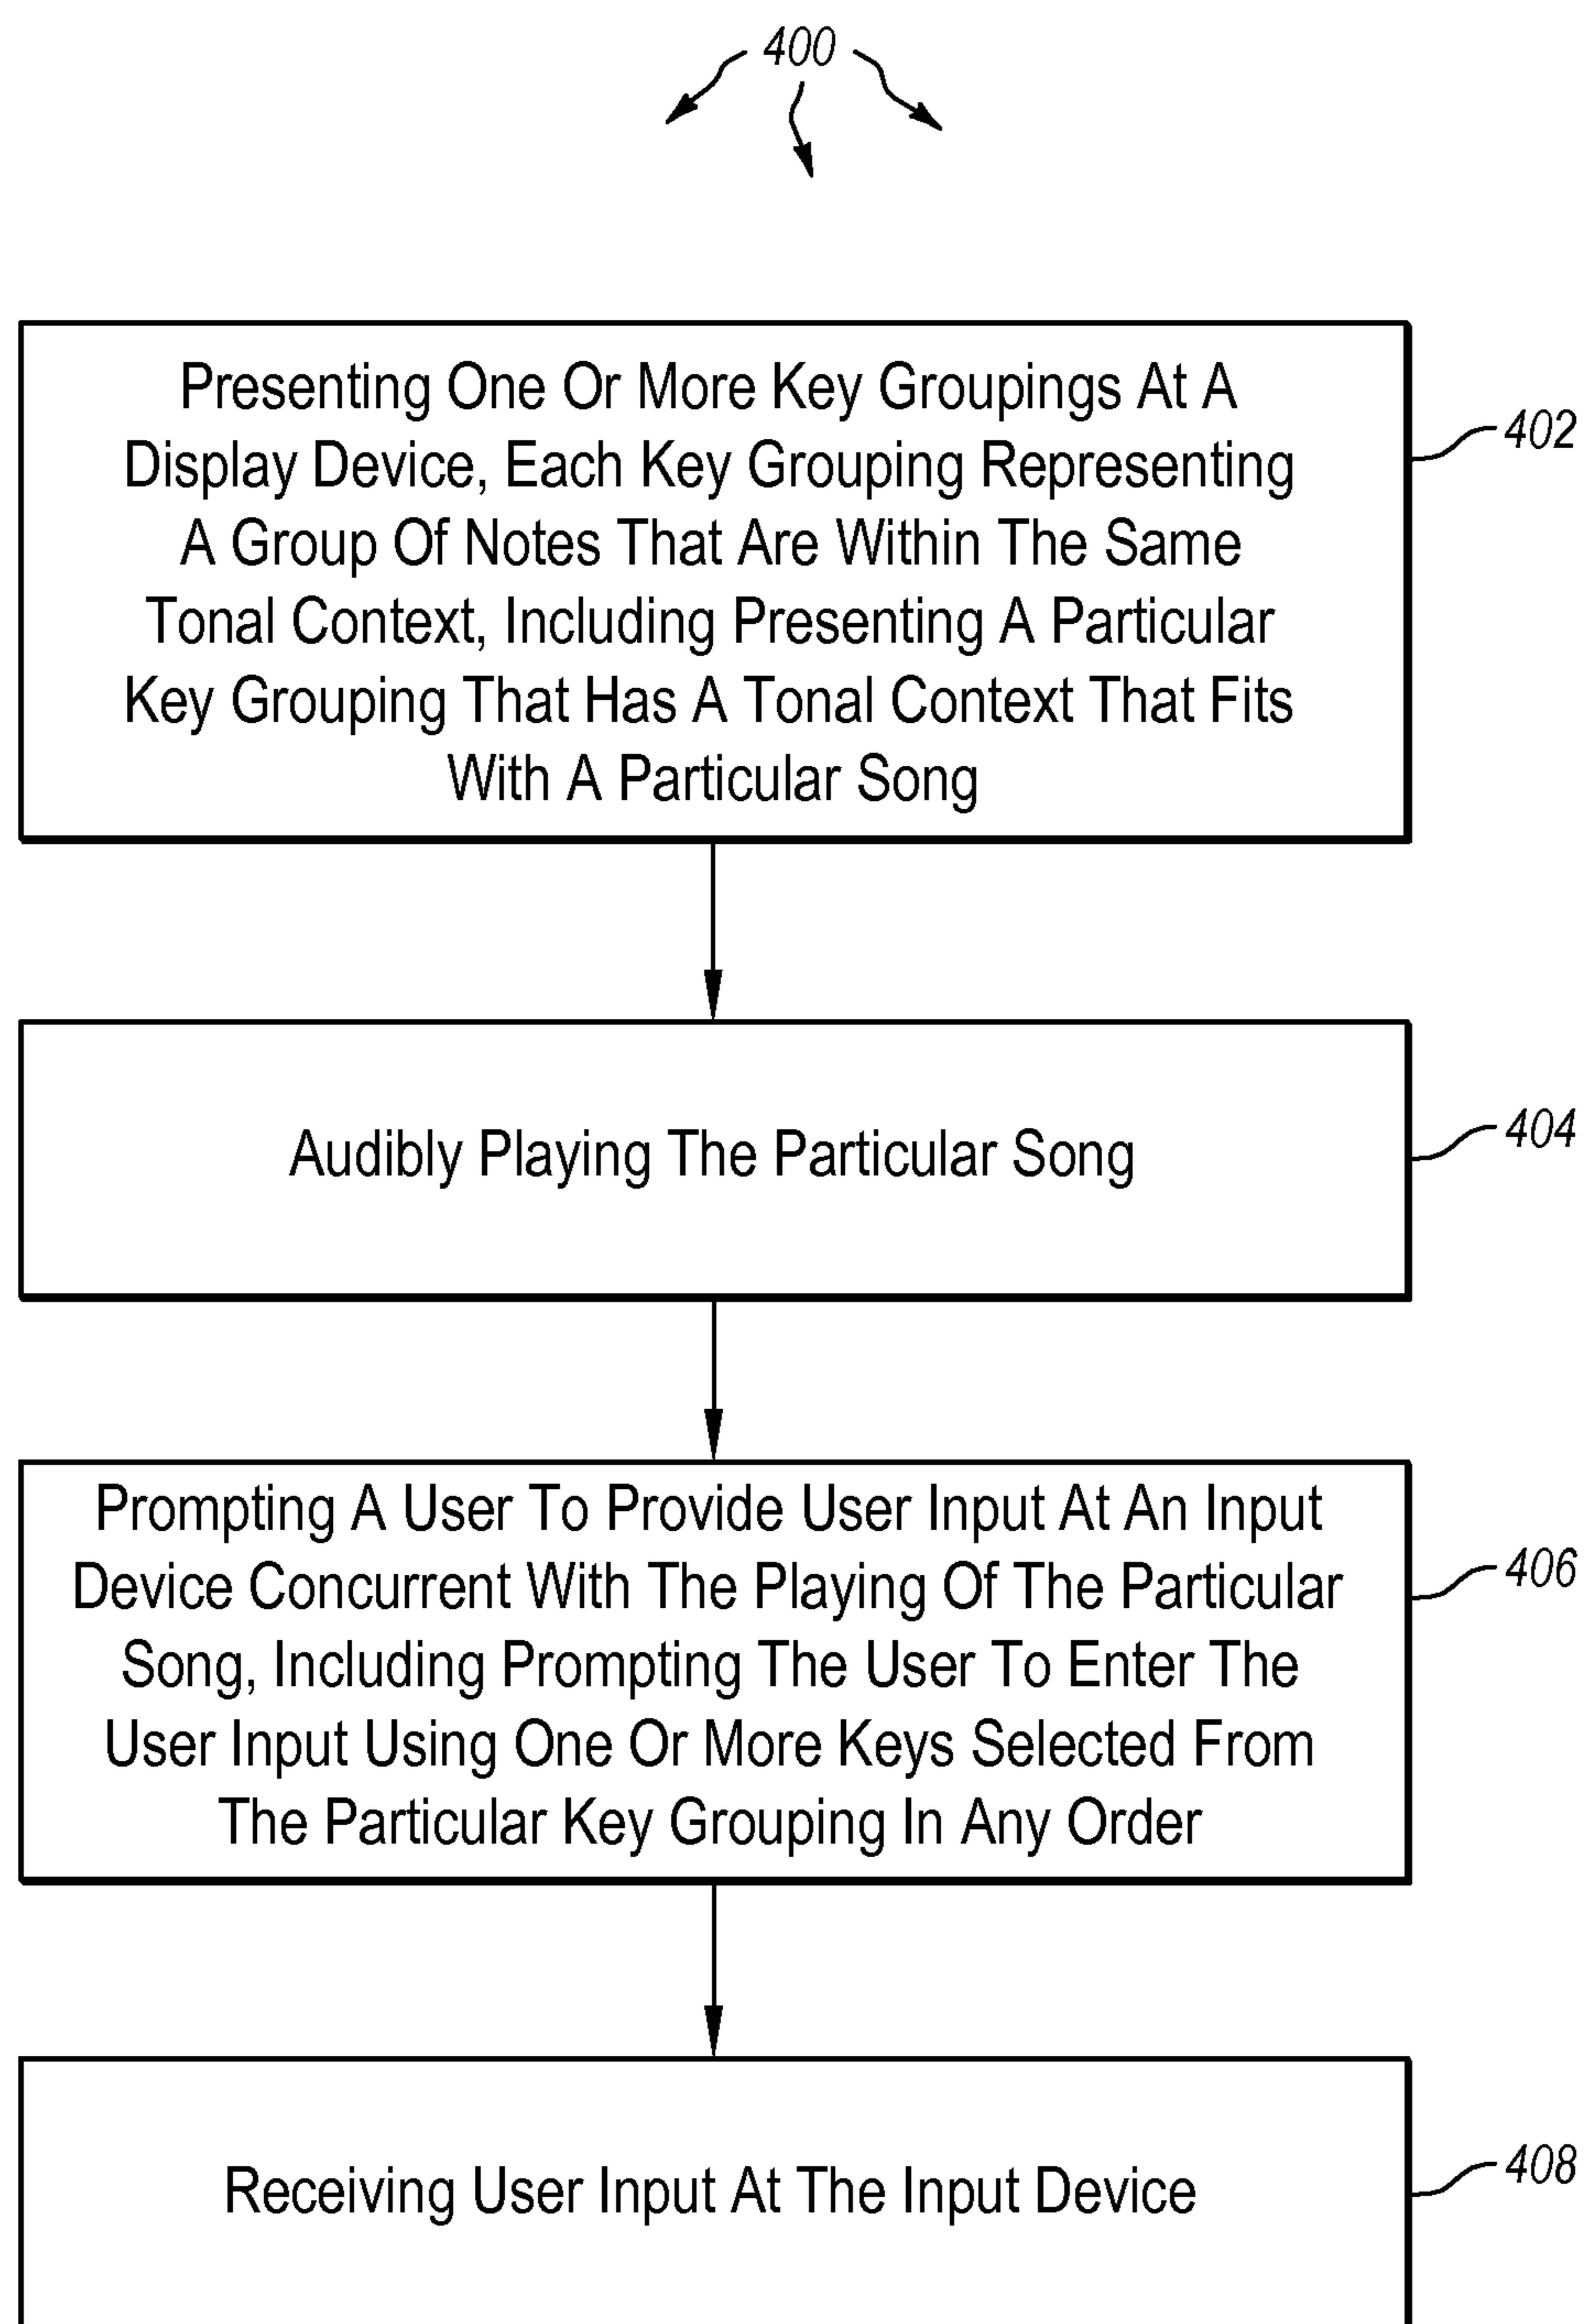 400
Presenting One Or More Key Groupings At A
Display Device, Each Key Grouping Representing
A Group Of Notes That Are Within The Same
Tonal Context, Including Presenting A Particular
Key Grouping That Has A Tonal Context That Fits
With A Particular Song
402
Audibly Playing The Particular Song
404
Prompting A User To Provide User Input At An Input
Device Concurrent With The Playing Of The Particular
Song, Including Prompting The User To Enter The
User Input Using One Or More Keys Selected From
The Particular Key Grouping In Any Order
406
Receiving User Input At The Input Device
408